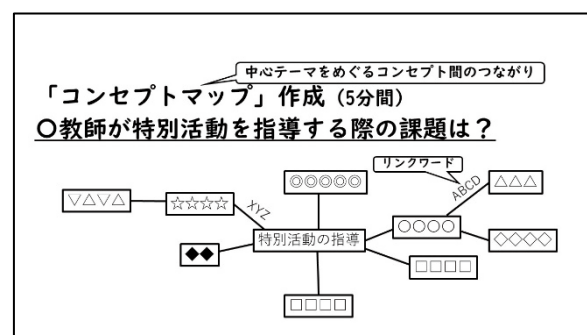 中心テーマをめぐるコンセプト間のつながり
「コンセプトマップ」作成（5分間）
〇教師が特別活動を指導する際の課題は？
リンクワード
◎◎◎◎◎
ABCD
△△△
▽△▽△
☆☆☆☆
XYZ
〇〇〇〇
◆◆
特別活動の指導
◇◇◇◇
□□□□
□□□□